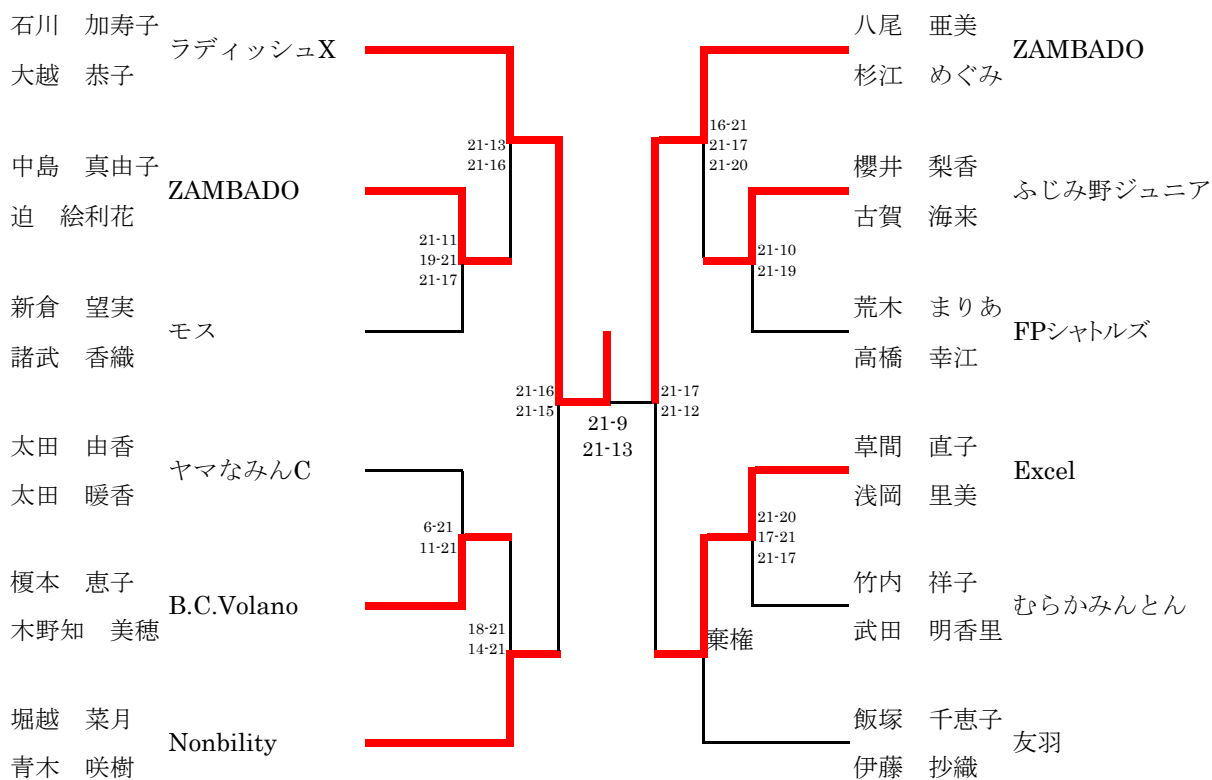 石川　加寿子
大越　恭子
ラディッシュX
中島　真由子
迫　絵利花
ZAMBADO
新倉　望実
諸武　香織
モス
太田　由香
太田　暖香
ヤマなみんC
榎本　恵子
木野知　美穂
B.C.Volano
堀越　菜月
青木　咲樹
Nonbility
21-13
21-16
21-11
19-21
21-17
6-21
11-21
18-21
14-21
21-16
21-15
21-9
21-13
21-17
21-12
16-21
21-17
21-20
21-10
21-19
21-20
17-21
21-17
棄権
八尾　亜美
杉江　めぐみ
ZAMBADO
櫻井　梨香
古賀　海来
ふじみ野ジュニア
荒木　まりあ
高橋　幸江
FPシャトルズ
草間　直子
浅岡　里美
Excel
竹内　祥子
武田　明香里
むらかみんとん
飯塚　千恵子
伊藤　抄織
友羽